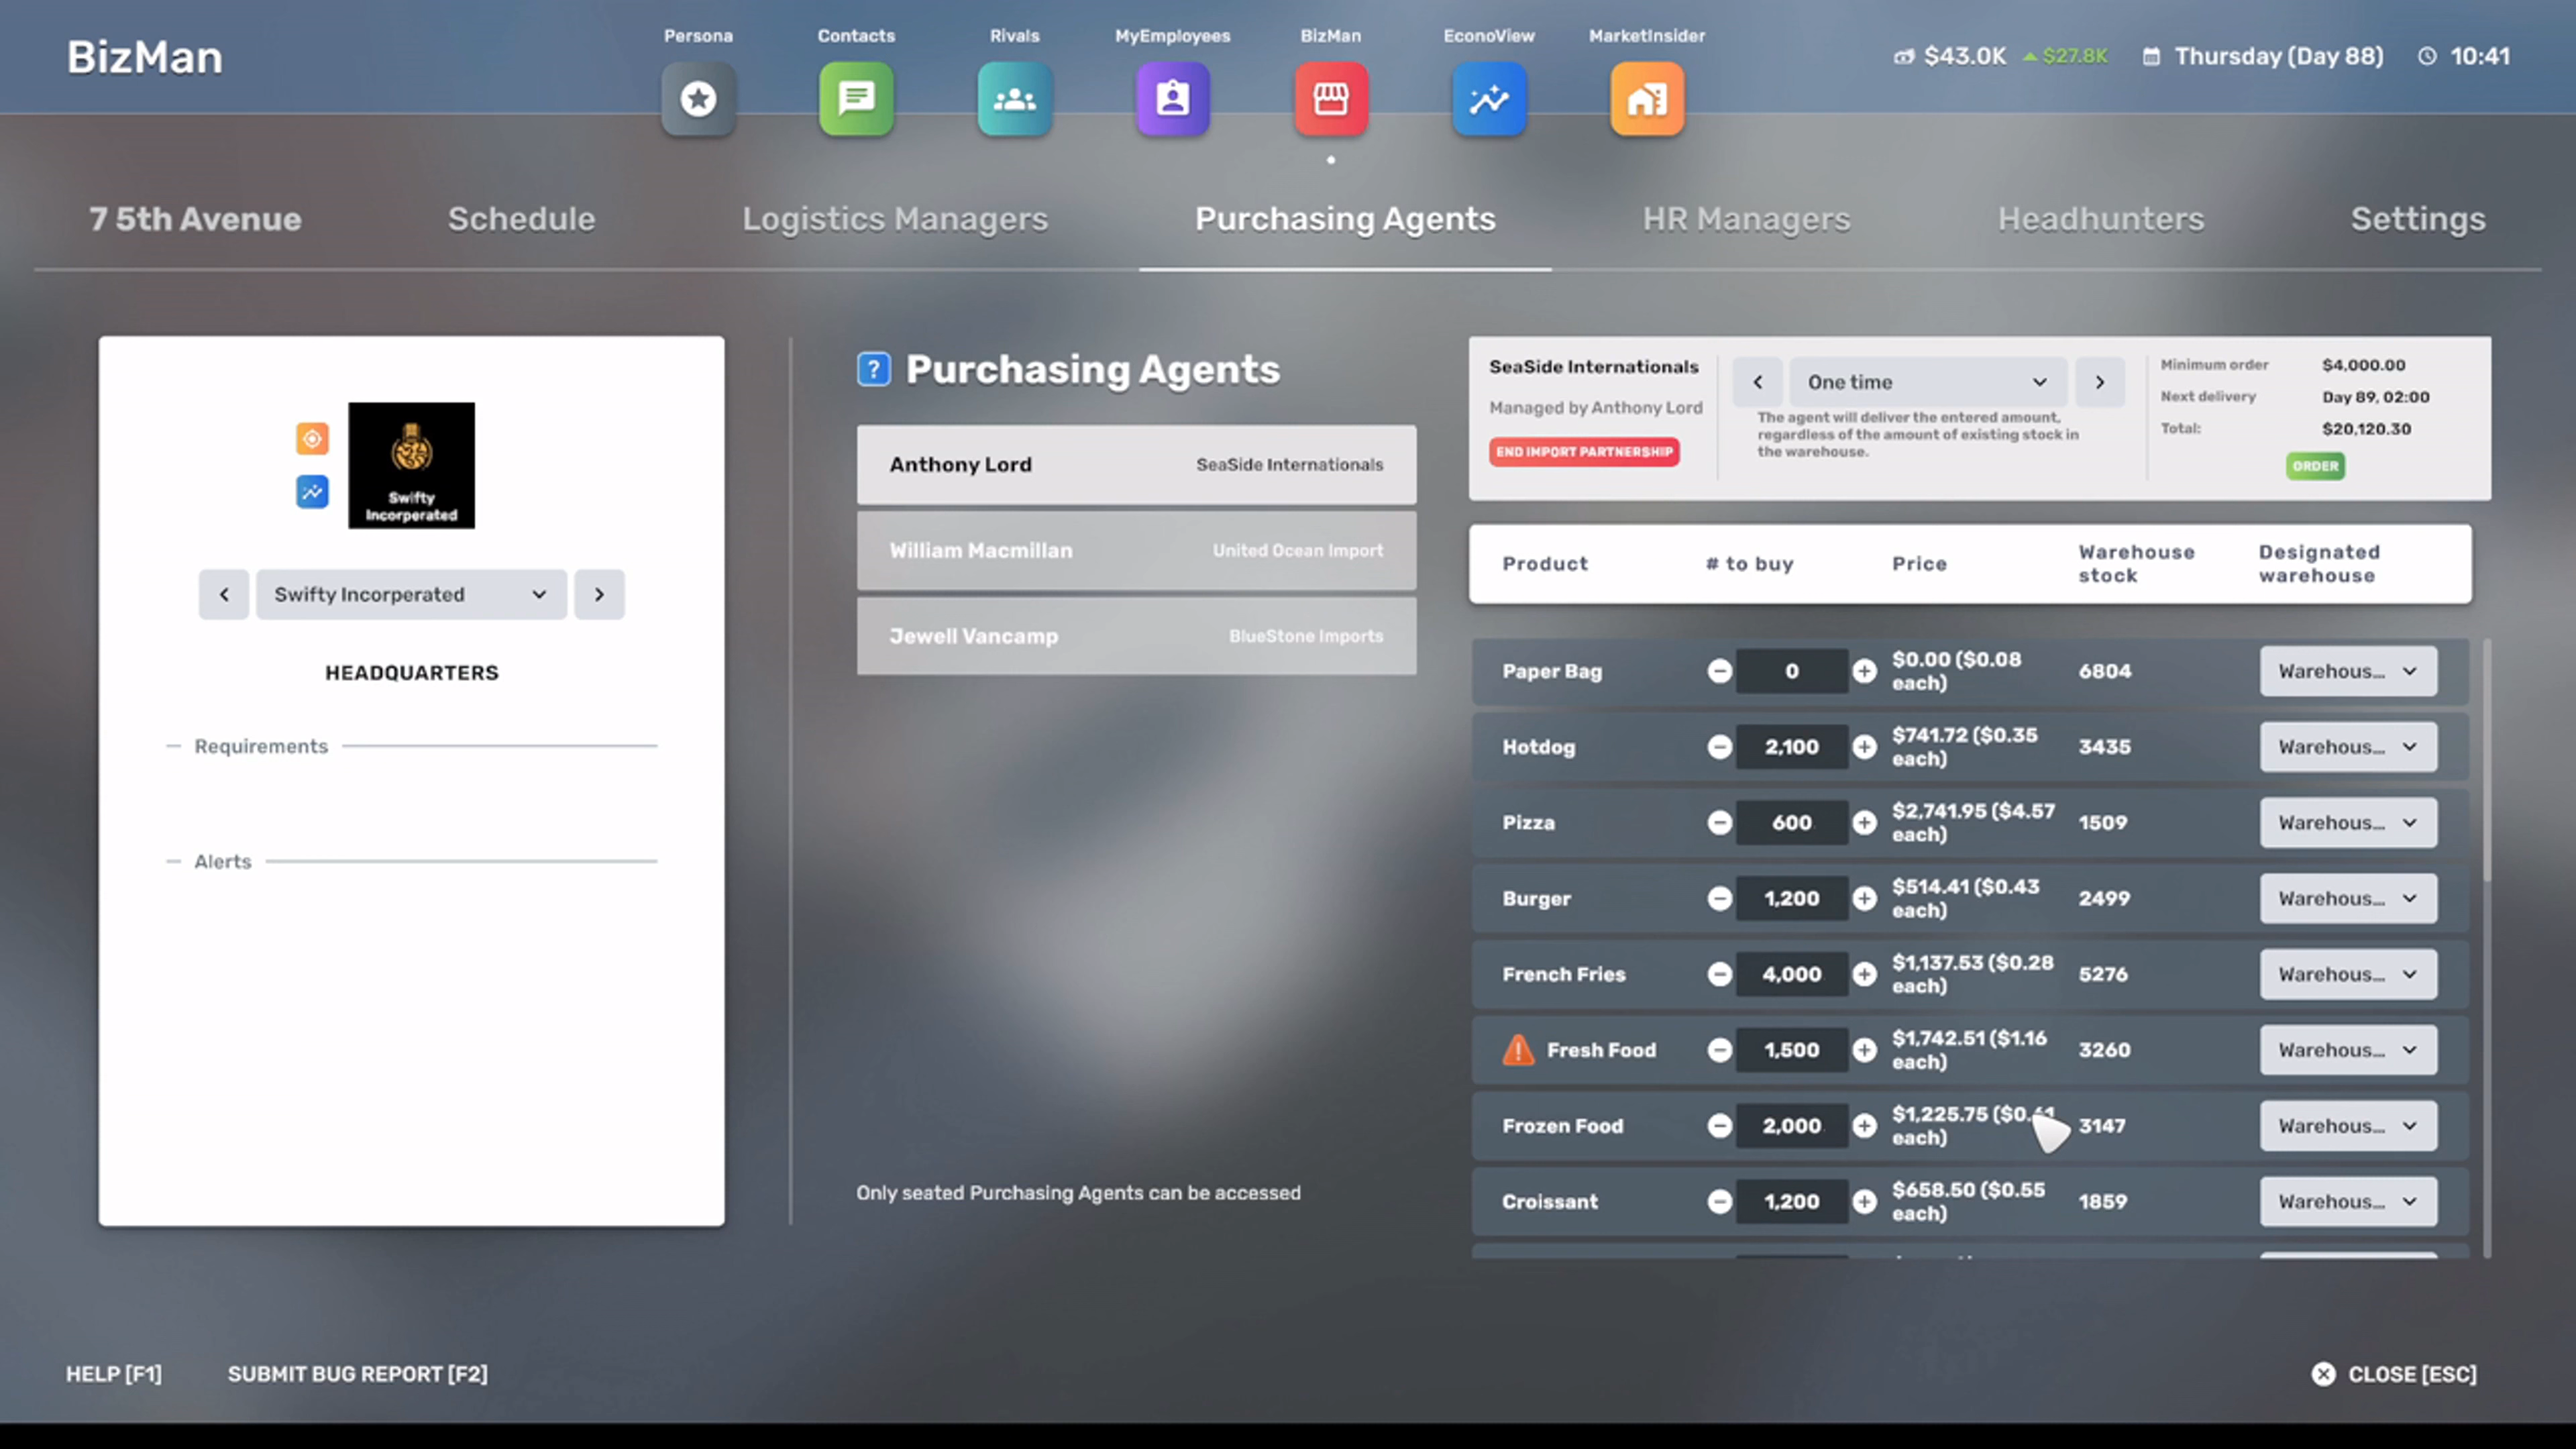 BizMan
Persona
Contacts
Rivals
MyEmployees
BizMan
EconoView
MarketInsider
$43.0K
$27.8K
Thursday (Day 88)
10:41
7 5th Avenue
Schedule
Logistics Managers
Purchasing Agents
HR Managers
Headhunters
Settings
Swifty
Incorperated
Swifty Incorperated
HEADQUARTERS
Requirements
Alerts
? Purchasing Agents
Anthony Lord SeaSide Internationals
William Macmillan United Ocean Import
Jewell Vancamp BlueStone Imports
Only seated Purchasing Agents can be accessed
SeaSide Internationals
Managed by Anthony Lord
END IMPORT PARTNERSHIP
One time
The agent will deliver the entered amount,
regardless of the amount of existing stock in
the warehouse.
Minimum order $4,000.00
Next delivery Day 89, 02:00
Total: $20,120.30
ORDER
Product # to buy Price Warehouse stock Designated warehouse
Paper Bag 0 $0.00 ($0.08 each) 6804 Warehous...
Hotdog 2,100 $741.72 ($0.35 each) 3435 Warehous...
Pizza 600 $2,741.95 ($4.57 each) 1509 Warehous...
Burger 1,200 $514.41 ($0.43 each) 2499 Warehous...
French Fries 4,000 $1,137.53 ($0.28 each) 5276 Warehous...
Fresh Food 1,500 $1,742.51 ($1.16 each) 3260 Warehous...
Frozen Food 2,000 $1,225.75 each) 3147 Warehous...
Croissant 1,200 $658.50 ($0.55 each) 1859 Warehous...
HELP [F1]
SUBMIT BUG REPORT [F2]
CLOSE [ESC]